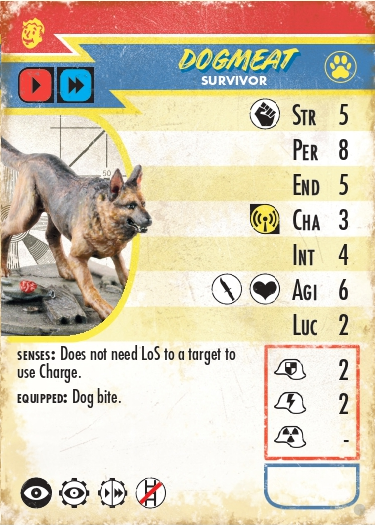 DOGMEAT
SURVIVOR
STR 5
PER 8
END 5
CHA 3
INT 4
AGI 6
LUC 2
50
SENSES: Does not need LoS to a target to
use Charge.
EQUIPPED: Dog bite.
2
2
-